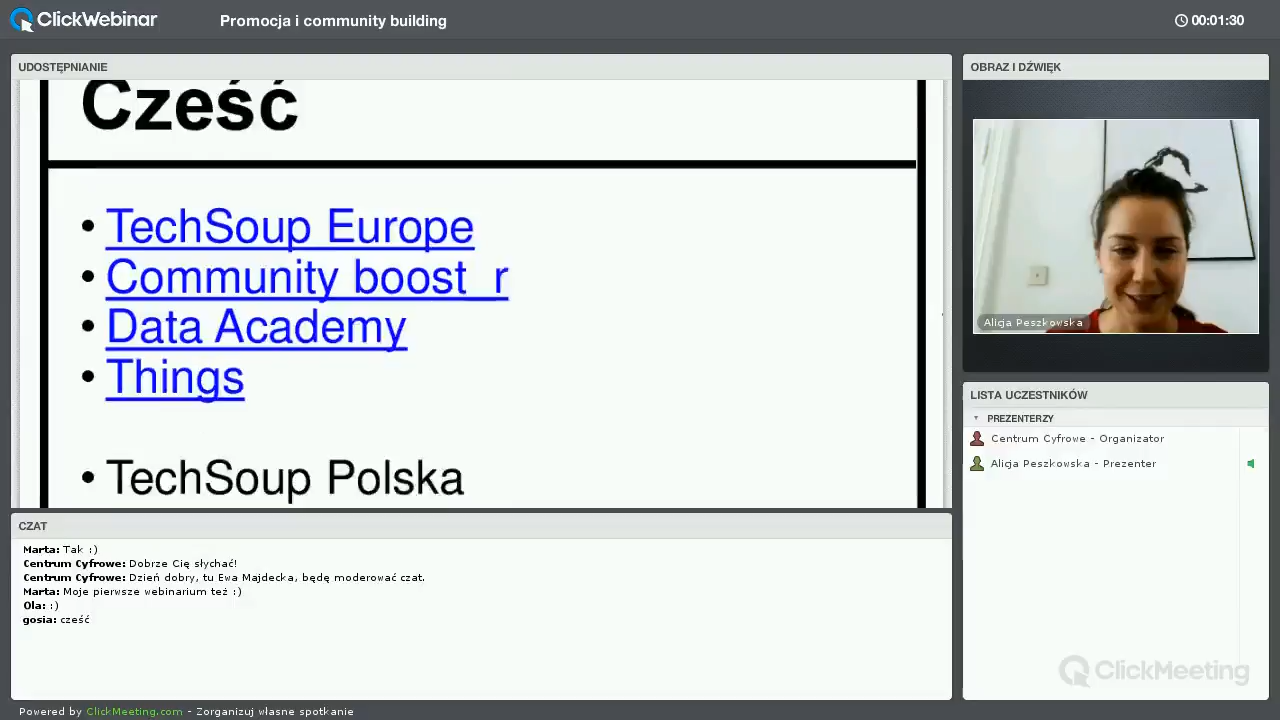 ClickWebinar
Promocja i community building
00:01:30
UDOSTĘPNIANIE
Cześć
• TechSoup Europe
• Community boost_r
• Data Academy
• Things
• TechSoup Polska
OBRAZ I DŹWIĘK
Alicja Peszkowska
LISTA UCZESTNIKÓW
PREZENTERZY
Centrum Cyfrowe - Organizator
Alicja Peszkowska - Prezenter
CZAT
Marta: Tak :)
Centrum Cyfrowe: Dobrze Cię słychać!
Centrum Cyfrowe: Dzień dobry, tu Ewa Majdecka, będę moderować czat.
Marta: Moje pierwsze webinarium też :)
Ola: :)
gosia: cześć
ClickMeeting
Powered by ClickMeeting.com - Zorganizuj własne spotkanie